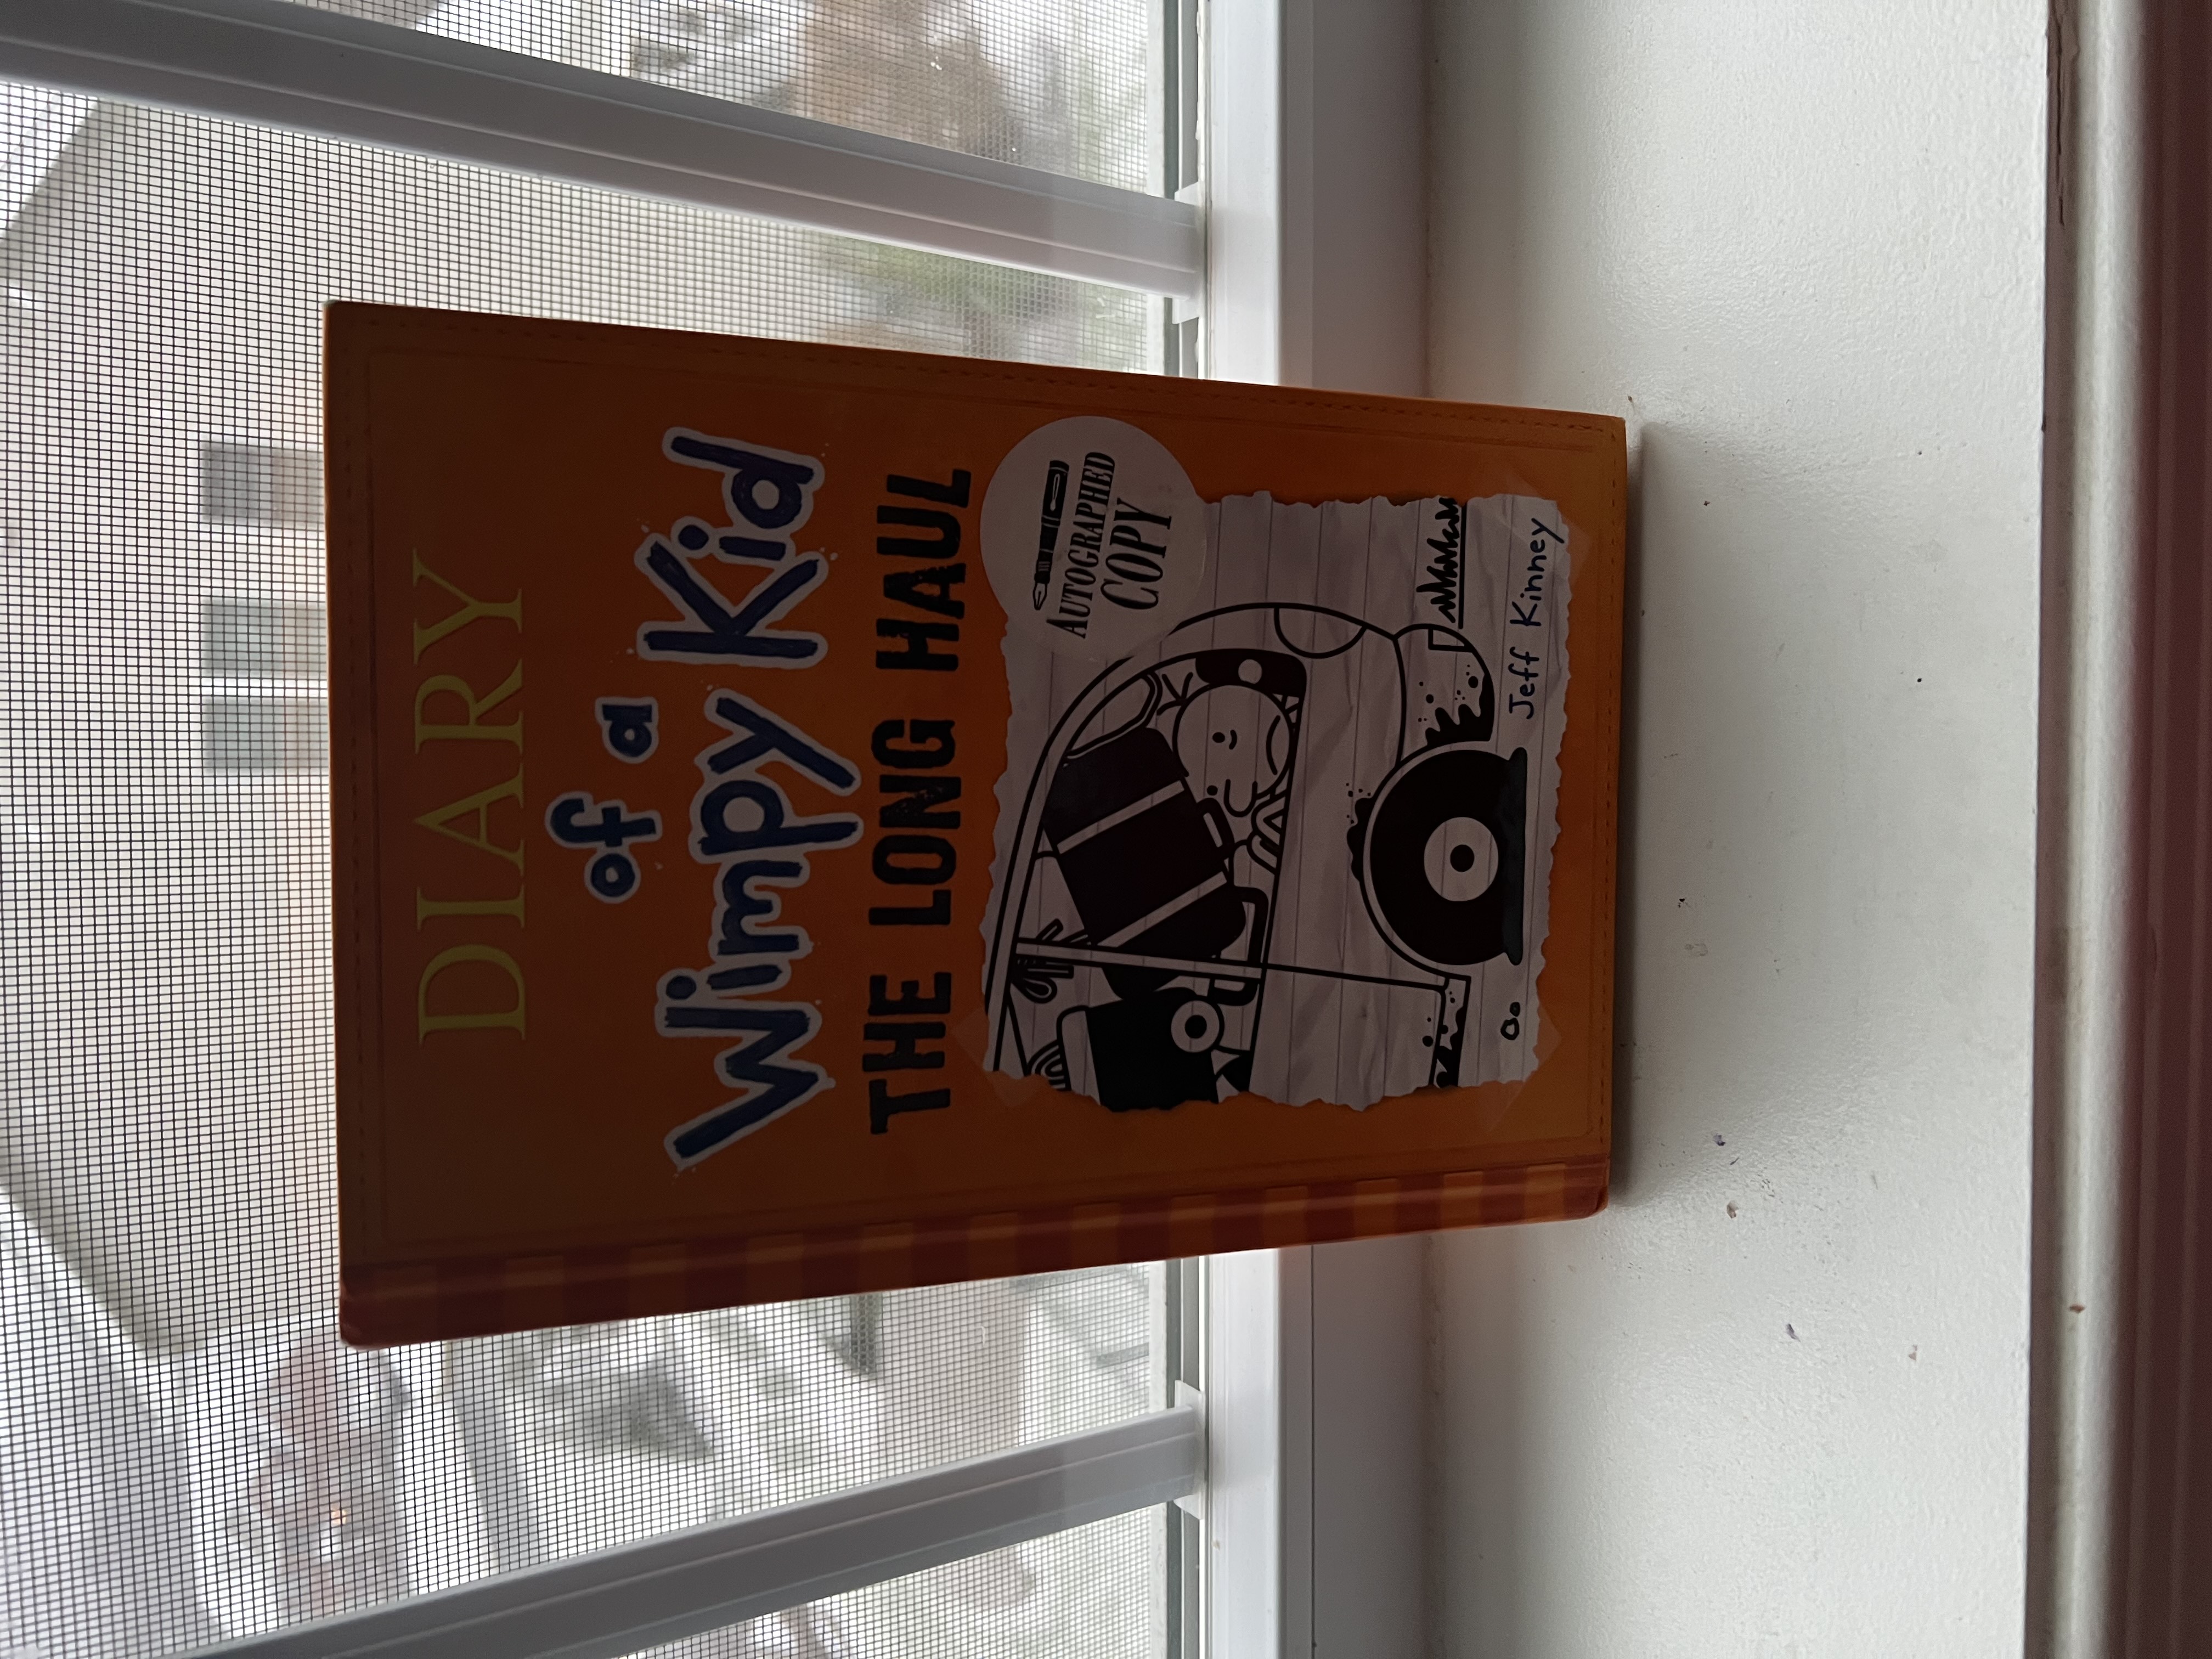 DIARY
of a
Wimpy Kid
THE LONG HAUL
AUTOGRAPHED
COPY
Jeff Kinney